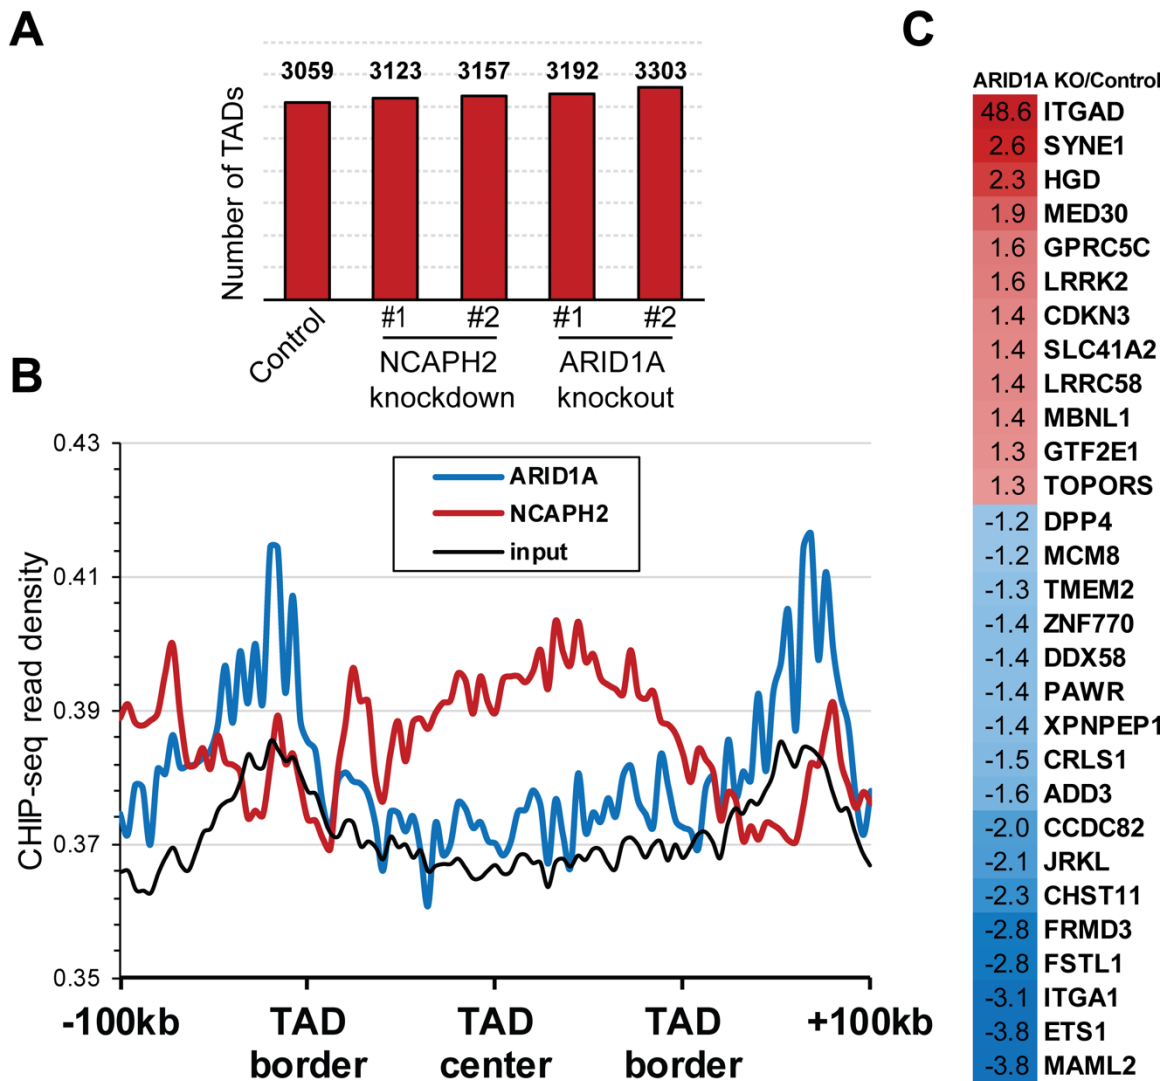 A
3059 3123 3157 3192 3303
Number of TADs
Control
#1 #2 #1 #2
NCAPH2 ARID1A
knockdown knockout
B
0.43
0.41
0.39
0.37
0.35
CHIP-seq read density
ARID1A
NCAPH2
input
-100kb TAD TAD TAD +100kb
border center border
C
ARID1A KO/Control
48.6 ITGAD
2.6 SYNE1
2.3 HGD
1.9 MED30
1.6 GPRC5C
1.6 LRRK2
1.4 CDKN3
1.4 SLC41A2
1.4 LRRC58
1.4 MBNL1
1.3 GTF2E1
1.3 TOPORS
-1.2 DPP4
-1.2 MCM8
-1.3 TMEM2
-1.4 ZNF770
-1.4 DDX58
-1.4 PAWR
-1.4 XPNPEP1
-1.5 CRLS1
-1.6 ADD3
-2.0 CCDC82
-2.1 JRKL
-2.3 CHST11
-2.8 FRMD3
-2.8 FSTL1
-3.1 ITGA1
-3.8 ETS1
-3.8 MAML2